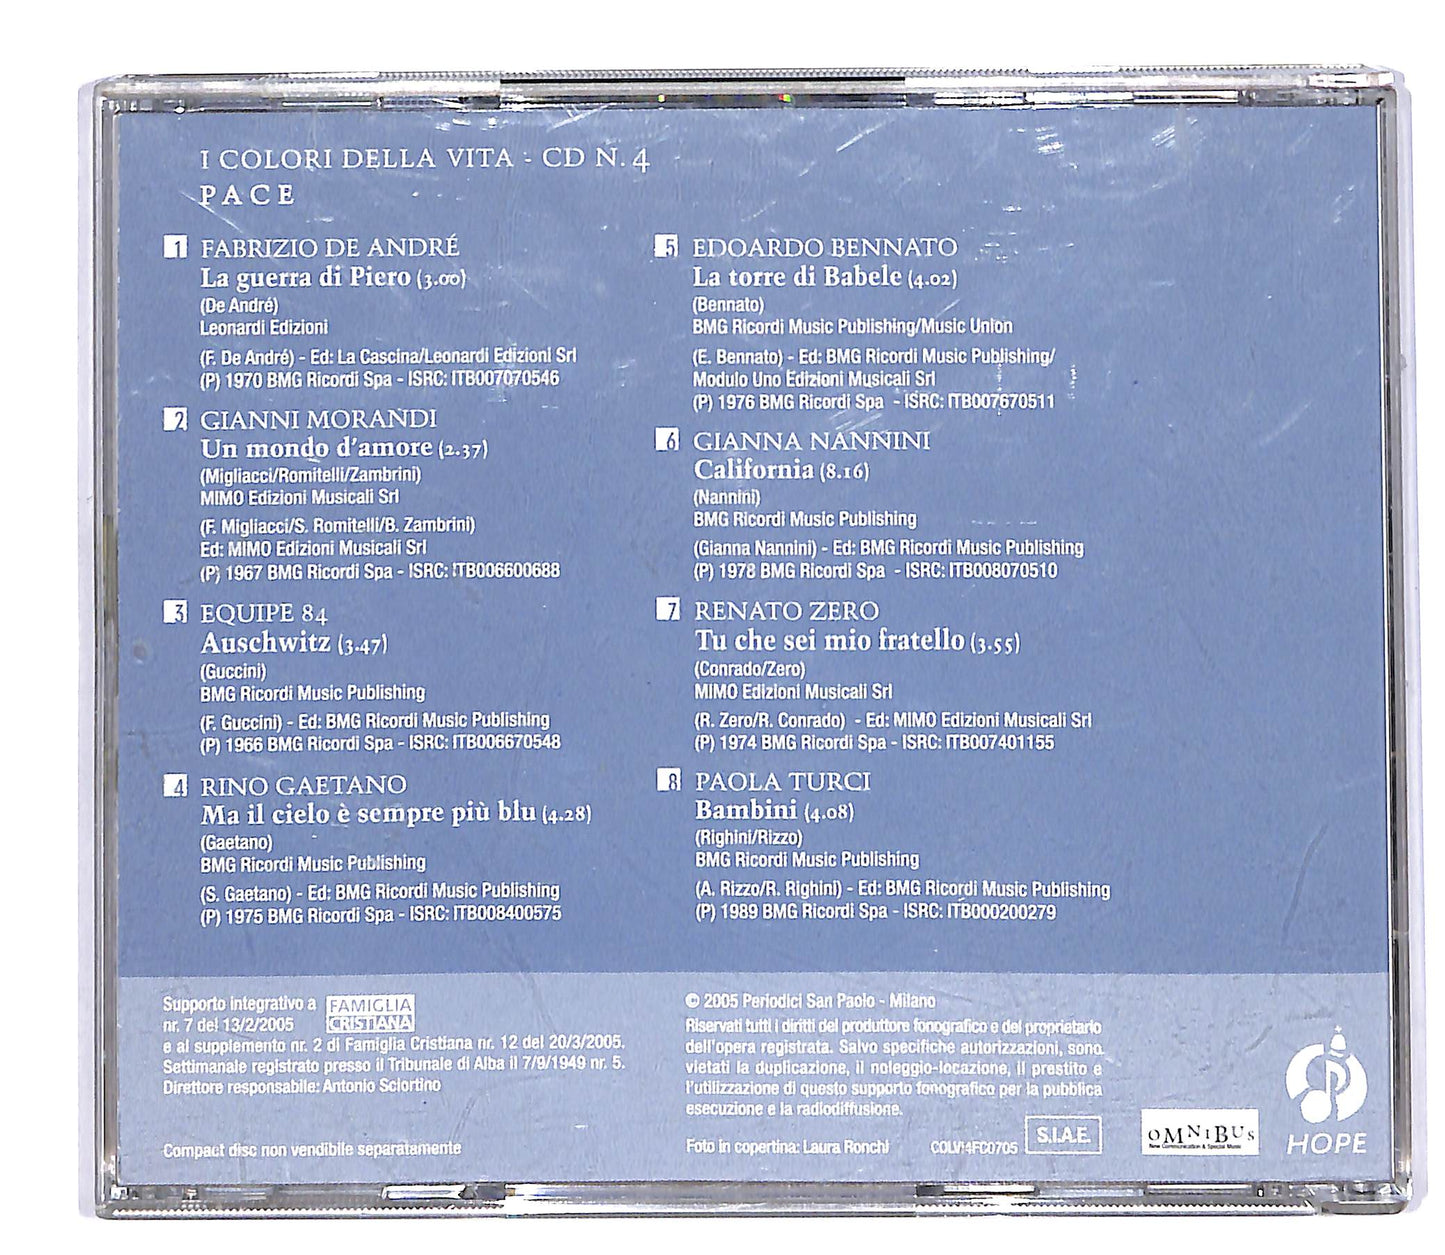 I COLORI DELLA VITA - CD N. 4
PACE
1 FABRIZIO DE ANDRÉ
La guerra di Piero (3.00)
(De André)
Leonardi Edizioni
(F. De André) - Ed: La Cascina/Leonardi Edizioni Srl
(P) 1970 BMG Ricordi Spa - ISRC: ITB007070546
2 GIANNI MORANDI
Un mondo d'amore (2.37)
(Migliacci/Romitelli/Zambrini)
MIMO Edizioni Musicali Srl
(F. Migliacci/S. Romitelli/B. Zambrini)
Ed: MIMO Edizioni Musicali Srl
(P) 1967 BMG Ricordi Spa - ISRC: ITB006600688
3 EQUIPE 84
Auschwitz (3.47)
(Guccini)
BMG Ricordi Music Publishing
(F. Guccini) - Ed: BMG Ricordi Music Publishing
(P) 1966 BMG Ricordi Spa - ISRC: ITB006670548
4 RINO GAETANO
Ma il cielo è sempre più blu (4.28)
(Gaetano)
BMG Ricordi Music Publishing
(S. Gaetano) - Ed: BMG Ricordi Music Publishing
(P) 1975 BMG Ricordi Spa - ISRC: ITB008400575
5 EDOARDO BENNATO
La torre di Babele (4.02)
(Bennato)
BMG Ricordi Music Publishing/Music Union
(E. Bennato) - Ed: BMG Ricordi Music Publishing/
Modulo Uno Edizioni Musicali Srl
(P) 1976 BMG Ricordi Spa - ISRC: ITB007670511
6 GIANNA NANNINI
California (8.16)
(Nannini)
BMG Ricordi Music Publishing
(Gianna Nannini) - Ed: BMG Ricordi Music Publishing
(P) 1978 BMG Ricordi Spa - ISRC: ITB008070510
7 RENATO ZERO
Tu che sei mio fratello (3.55)
(Conrado/Zero)
MIMO Edizioni Musicali Srl
(R. Zero/R. Conrado) - Ed: MIMO Edizioni Musicali Srl
(P) 1974 BMG Ricordi Spa - ISRC: ITB007401155
8 PAOLA TURCI
Bambini (4.08)
(Righini/Rizzo)
BMG Ricordi Music Publishing
(A. Rizzo/R. Righini) - Ed: BMG Ricordi Music Publishing
(P) 1989 BMG Ricordi Spa - ISRC: ITB000200279
Supporto integrativo a FAMIGLIA CRISTIANA
nr. 7 del 13/2/2005
e al supplemento nr. 2 di Famiglia Cristiana nr. 12 del 20/3/2005.
Settimanale registrato presso il Tribunale di Alba il 7/9/1949 nr. 5.
Direttore responsabile: Antonio Sciortino
Compact disc non vendibile separatamente
© 2005 Periodici San Paolo - Milano
Riservati tutti i diritti del produttore fonografico e del proprietario
dell'opera registrata. Salvo specifiche autorizzazioni, sono
vietati la duplicazione, il noleggio-locazione, il prestito e
l'utilizzazione di questo supporto fonografico per la pubblica
esecuzione e la radiodiffusione.
Foto in copertina: Laura Ronchi
COLVI4FC0705
S.I.A.E.
OMNIBUS
New Communication & Special Music
HOPE